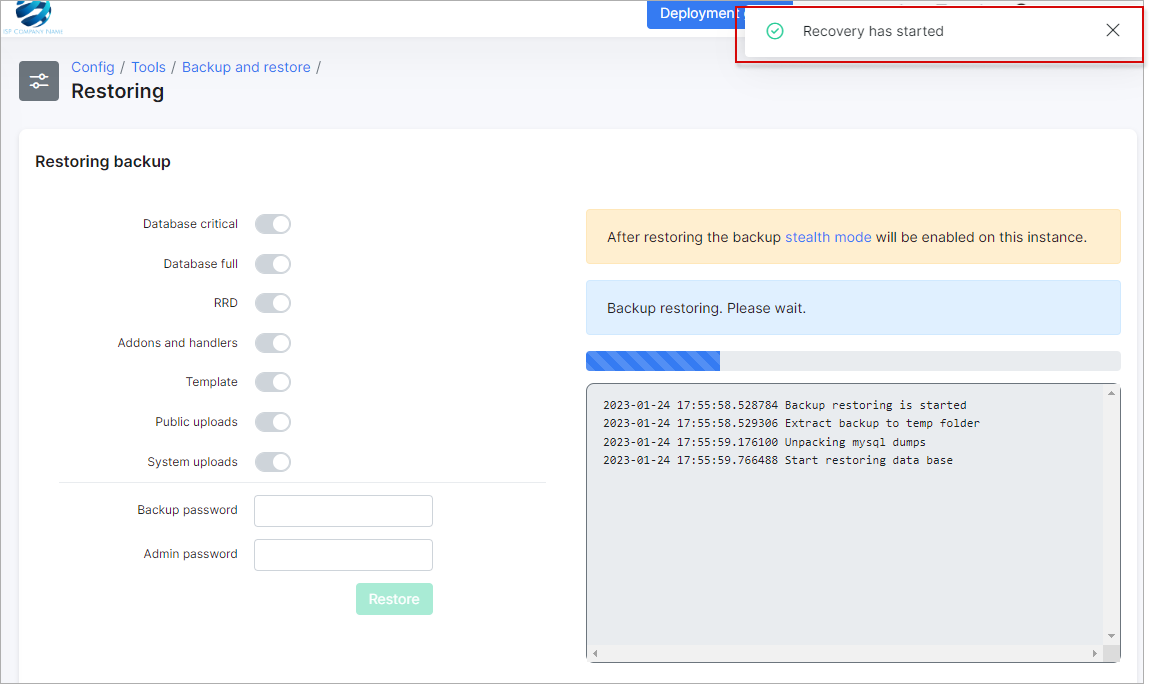 ISP COMPANY NAME
Deployment
Recovery has started
Config / Tools / Backup and restore /
Restoring
Restoring backup
Database critical
Database full
RRD
Addons and handlers
Template
Public uploads
System uploads
Backup password
Admin password
Restore
After restoring the backup stealth mode will be enabled on this instance.
Backup restoring. Please wait.
2023-01-24 17:55:58.528784 Backup restoring is started
2023-01-24 17:55:58.529306 Extract backup to temp folder
2023-01-24 17:55:59.176100 Unpacking mysql dumps
2023-01-24 17:55:59.766488 Start restoring data base